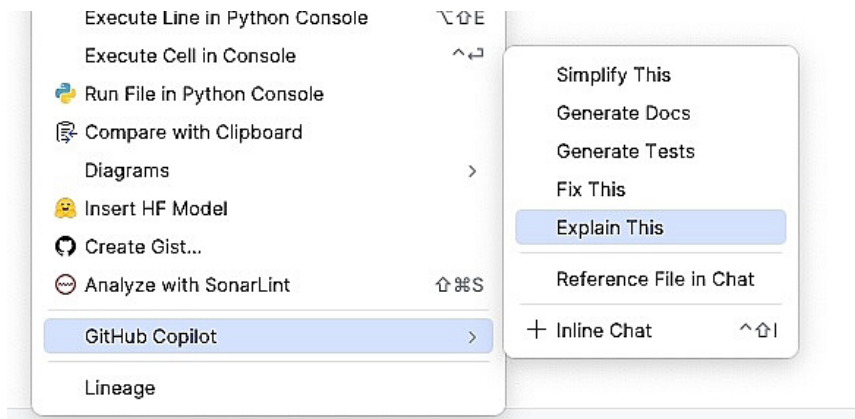 Execute Line in Python Console ⌥⇧E
Execute Cell in Console ^↩
Run File in Python Console
Compare with Clipboard
Diagrams >
Insert HF Model
Create Gist...
Analyze with SonarLint ⇧⌘S
GitHub Copilot >
Lineage
Simplify This
Generate Docs
Generate Tests
Fix This
Explain This
Reference File in Chat
+ Inline Chat ^⇧I